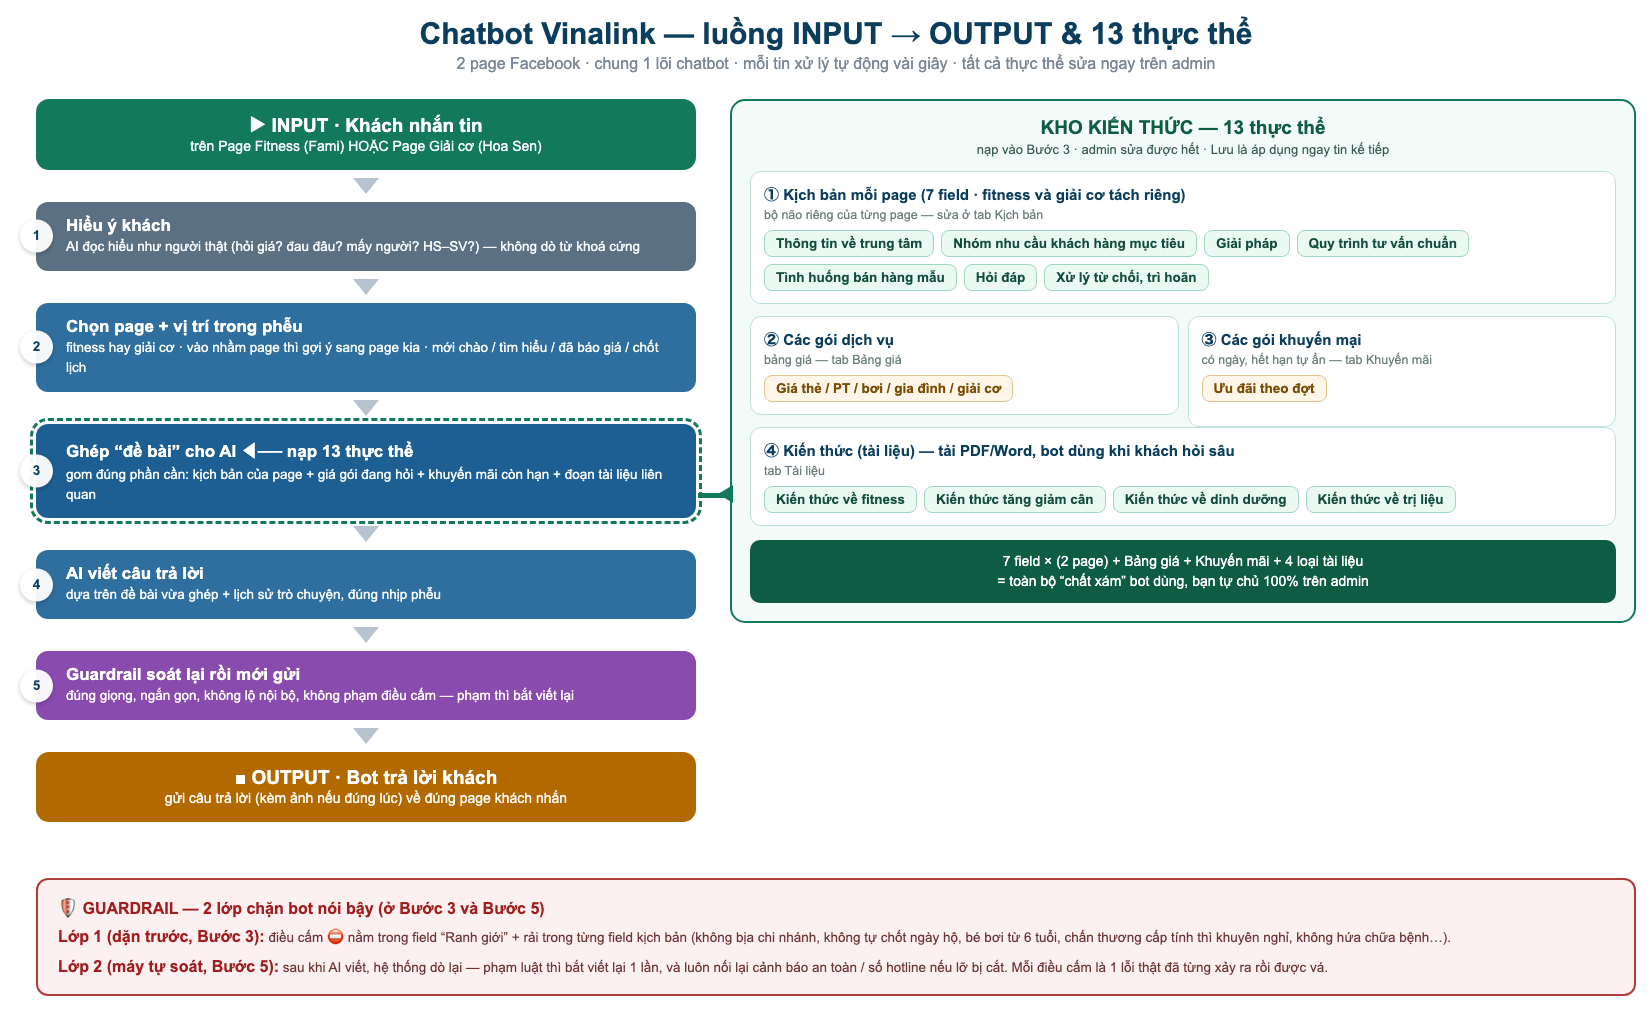 Chatbot Vinalink — luồng INPUT → OUTPUT & 13 thực thể
2 page Facebook · chung 1 lõi chatbot · mỗi tin xử lý tự động vài giây · tất cả thực thể sửa ngay trên admin
▶ INPUT · Khách nhắn tin
trên Page Fitness (Fami) HOẶC Page Giải cơ (Hoa Sen)
1
Hiểu ý khách
AI đọc hiểu như người thật (hỏi giá? đau đâu? mấy người? HS–SV?) — không dò từ khoá cứng
2
Chọn page + vị trí trong phễu
fitness hay giải cơ · vào nhầm page thì gợi ý sang page kia · mới chào / tìm hiểu / đã báo giá / chốt
lịch
3
Ghép “đề bài” cho AI ◀── nạp 13 thực thể
gom đúng phần cần: kịch bản của page + giá gói đang hỏi + khuyến mãi còn hạn + đoạn tài liệu liên
quan
4
AI viết câu trả lời
dựa trên đề bài vừa ghép + lịch sử trò chuyện, đúng nhịp phễu
5
Guardrail soát lại rồi mới gửi
đúng giọng, ngắn gọn, không lộ nội bộ, không phạm điều cấm — phạm thì bắt viết lại
■ OUTPUT · Bot trả lời khách
gửi câu trả lời (kèm ảnh nếu đúng lúc) về đúng page khách nhắn
KHO KIẾN THỨC — 13 thực thể
nạp vào Bước 3 · admin sửa được hết · Lưu là áp dụng ngay tin kế tiếp
① Kịch bản mỗi page (7 field · fitness và giải cơ tách riêng)
bộ não riêng của từng page — sửa ở tab Kịch bản
Thông tin về trung tâm
Nhóm nhu cầu khách hàng mục tiêu
Giải pháp
Quy trình tư vấn chuẩn
Tình huống bán hàng mẫu
Hỏi đáp
Xử lý từ chối, trì hoãn
② Các gói dịch vụ
bảng giá — tab Bảng giá
Giá thẻ / PT / bơi / gia đình / giải cơ
③ Các gói khuyến mại
có ngày, hết hạn tự ẩn — tab Khuyến mãi
Ưu đãi theo đợt
④ Kiến thức (tài liệu) — tải PDF/Word, bot dùng khi khách hỏi sâu
tab Tài liệu
Kiến thức về fitness
Kiến thức tăng giảm cân
Kiến thức về dinh dưỡng
Kiến thức về trị liệu
7 field × (2 page) + Bảng giá + Khuyến mãi + 4 loại tài liệu
= toàn bộ “chất xám” bot dùng, bạn tự chủ 100% trên admin
🛡️ GUARDRAIL — 2 lớp chặn bot nói bậy (ở Bước 3 và Bước 5)
Lớp 1 (dặn trước, Bước 3): điều cấm ⛔ nằm trong field “Ranh giới” + rải trong từng field kịch bản (không bịa chi nhánh, không tự chốt ngày hộ, bé bơi từ 6 tuổi, chấn thương cấp tính thì khuyên nghỉ, không hứa chữa bệnh…).
Lớp 2 (máy tự soát, Bước 5): sau khi AI viết, hệ thống dò lại — phạm luật thì bắt viết lại 1 lần, và luôn nối lại cảnh báo an toàn / số hotline nếu lỡ bị cắt. Mỗi điều cấm là 1 lỗi thật đã từng xảy ra rồi được vá.